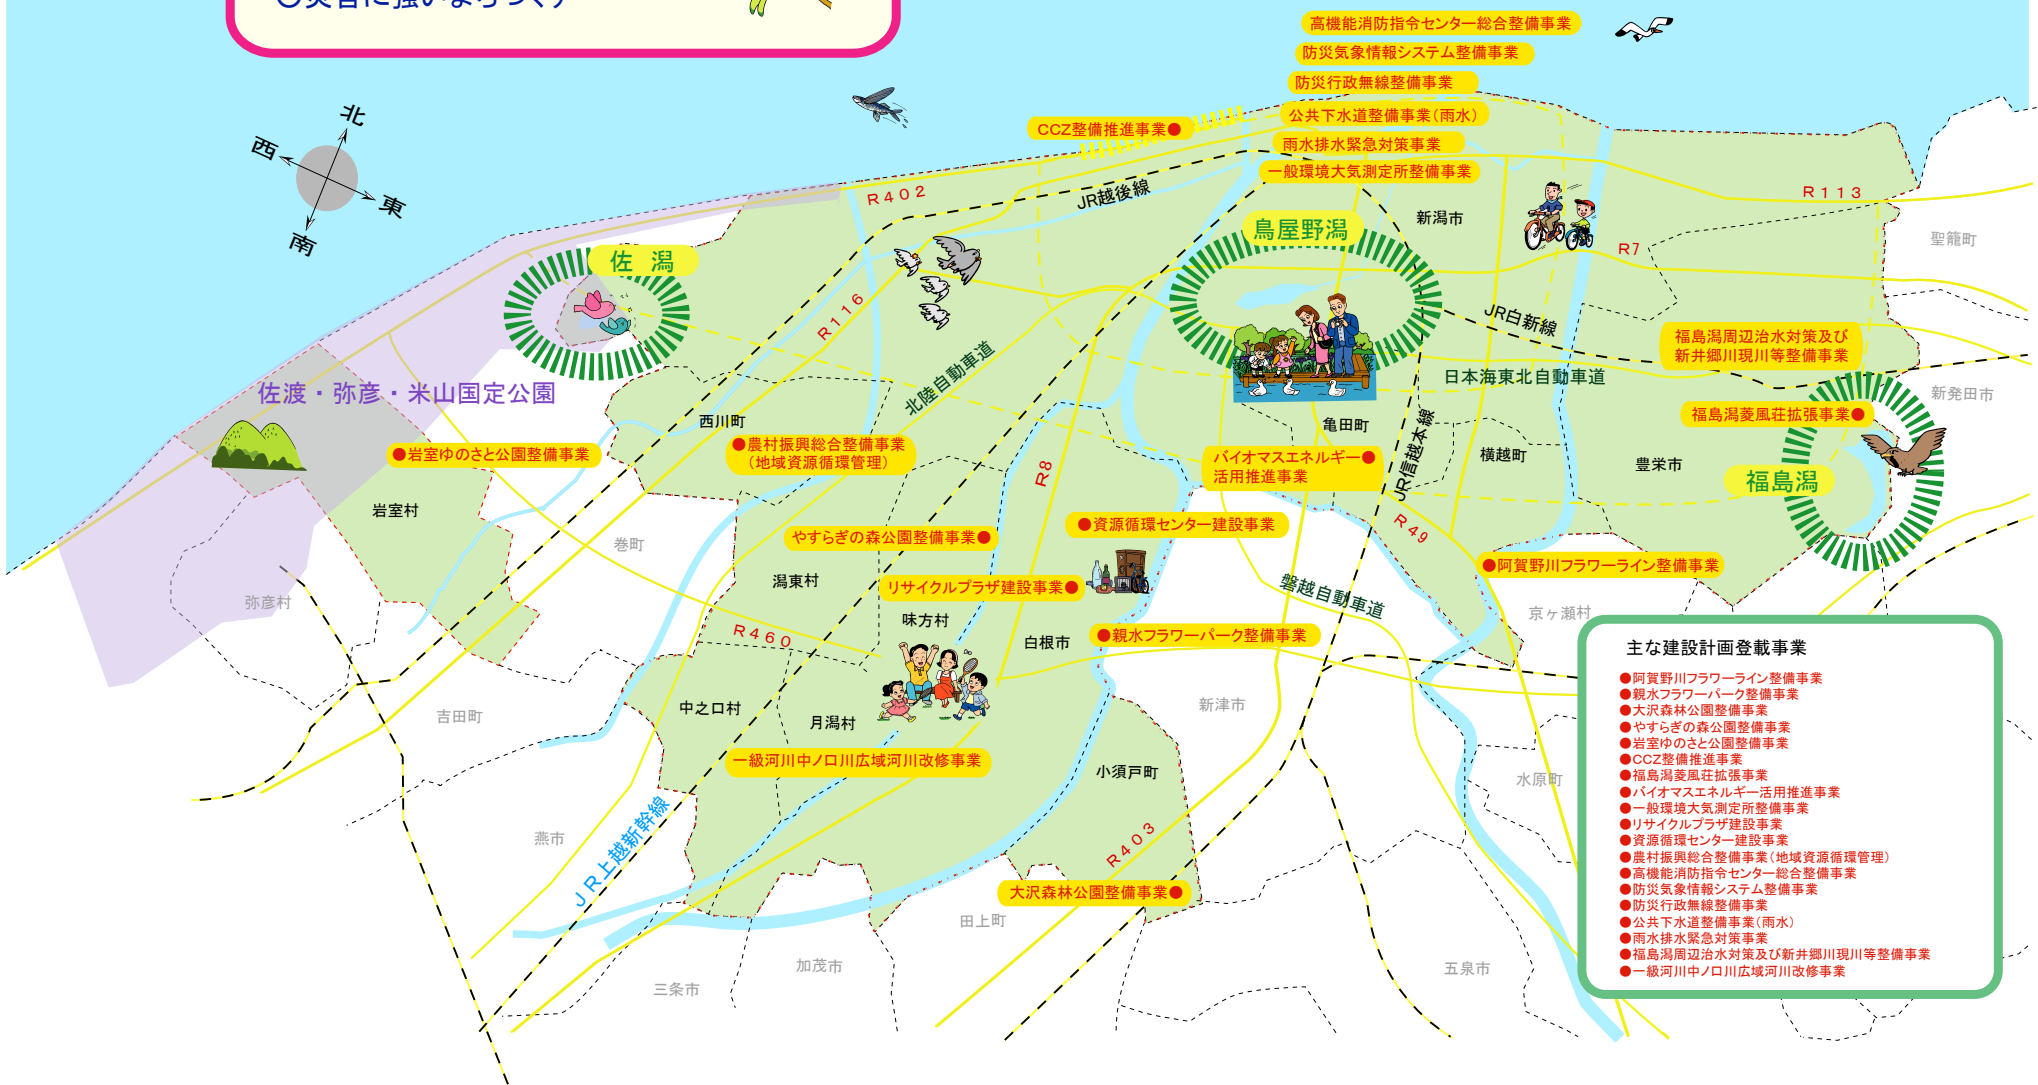 高機能消防指令センター総合整備事業
防災気象情報システム整備事業
防災行政無線整備事業
公共下水道整備事業(雨水)
雨水排水緊急対策事業
一般環境大気測定所整備事業
CCZ整備推進事業●
北
西
東
南
R402
JR越後線
R113
鳥屋野潟
新潟市
聖籠町
R7
佐 潟
R116
JR白新線
福島潟周辺治水対策及び
新井郷川現川等整備事業
北陸自動車道
日本海東北自動車道
佐渡・弥彦・米山国定公園
新発田市
西川町
亀田町
福島潟菱風荘拡張事業●
●岩室ゆのさと公園整備事業
●農村振興総合整備事業
(地域資源循環管理)
R8
バイオマスエネルギー●
活用推進事業
JR信越本線
横越町
豊栄市
福島潟
岩室村
巻町
やすらぎの森公園整備事業●
●資源循環センター建設事業
R49
●阿賀野川フラワーライン整備事業
潟東村
リサイクルプラザ建設事業●
磐越自動車道
弥彦村
味方村
京ヶ瀬村
R460
白根市
●親水フラワーパーク整備事業
吉田町
中之口村
月潟村
新津市
一級河川中ノ口川広域河川改修事業
小須戸町
水原町
燕市
JR上越新幹線
R403
大沢森林公園整備事業●
田上町
加茂市
三条市
五泉市
主な建設計画登載事業
●阿賀野川フラワーライン整備事業
●親水フラワーパーク整備事業
●大沢森林公園整備事業
●やすらぎの森公園整備事業
●岩室ゆのさと公園整備事業
●CCZ整備推進事業
●福島潟菱風荘拡張事業
●バイオマスエネルギー活用推進事業
●一般環境大気測定所整備事業
●リサイクルプラザ建設事業
●資源循環センター建設事業
●農村振興総合整備事業(地域資源循環管理)
●高機能消防指令センター総合整備事業
●防災気象情報システム整備事業
●防災行政無線整備事業
●公共下水道整備事業(雨水)
●雨水排水緊急対策事業
●福島潟周辺治水対策及び新井郷川現川等整備事業
●一級河川中ノ口川広域河川改修事業